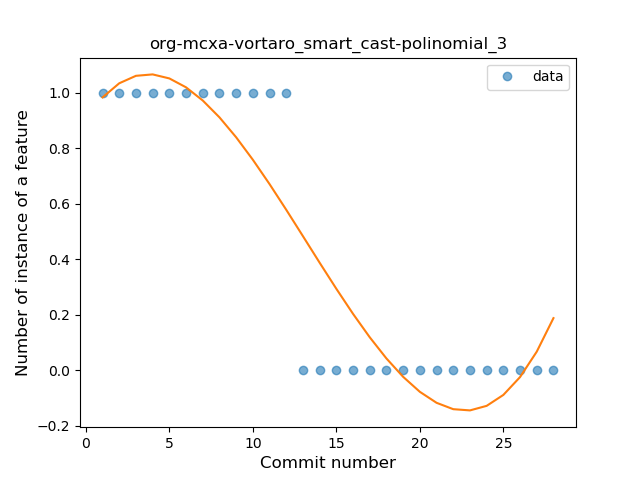 org-mcxa-vortaro_smart_cast-polinomial_3
data
Number of instance of a feature
1.0
0.8
0.6
0.4
0.2
0.0
−0.2
0 5 10 15 20 25
Commit number